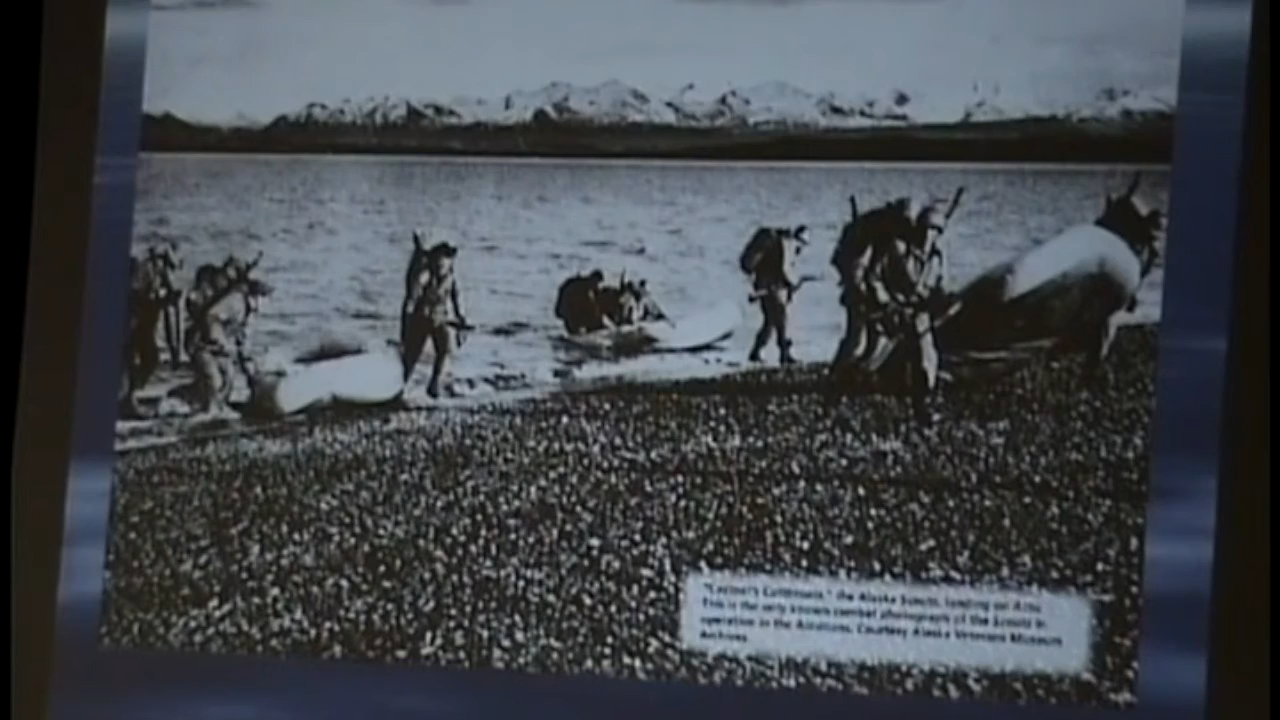 "Castner's Cutthroats," the Alaska Scouts, landing on Attu.
This is the only known combat photograph of the Scouts in
operation in the Aleutians. Courtesy Alaska Veterans Museum
Archives